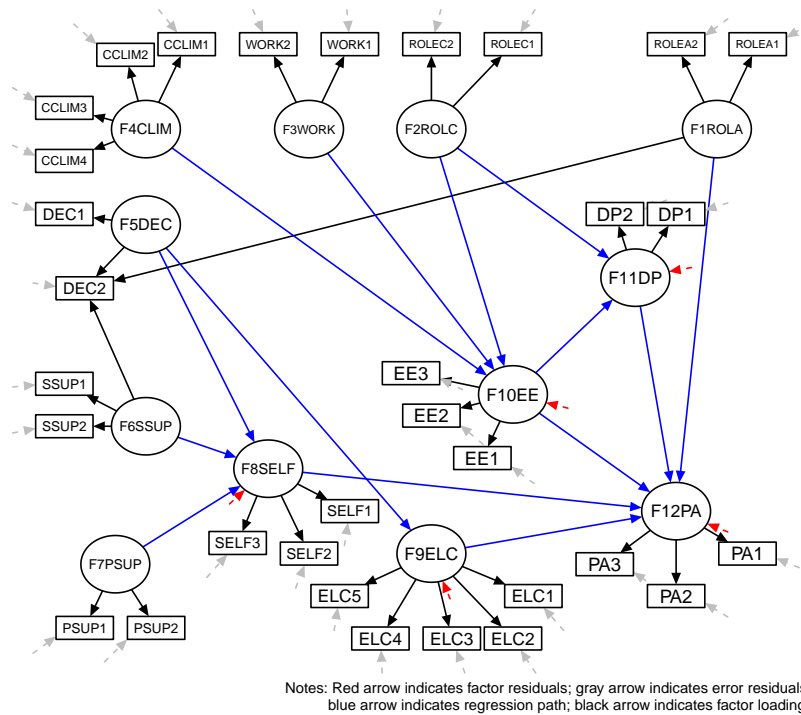 CCLIM1
WORK2
WORK1
ROLEC2
ROLEC1
ROLEA2
ROLEA1
CCLIM2
CCLIM3
F4CLIM
F3WORK
F2ROLC
F1ROLA
CCLIM4
DEC1
F5DEC
DP2
DP1
F11DP
DEC2
EE3
SSUP1
F10EE
EE2
SSUP2
F6SSUP
EE1
F8SELF
SELF1
F12PA
SELF3
SELF2
F9ELC
PA1
F7PSUP
PA3
ELC5
ELC1
PA2
PSUP1
PSUP2
ELC4
ELC3
ELC2
Notes: Red arrow indicates factor residuals; gray arrow indicates error residuals
blue arrow indicates regression path; black arrow indicates factor loading